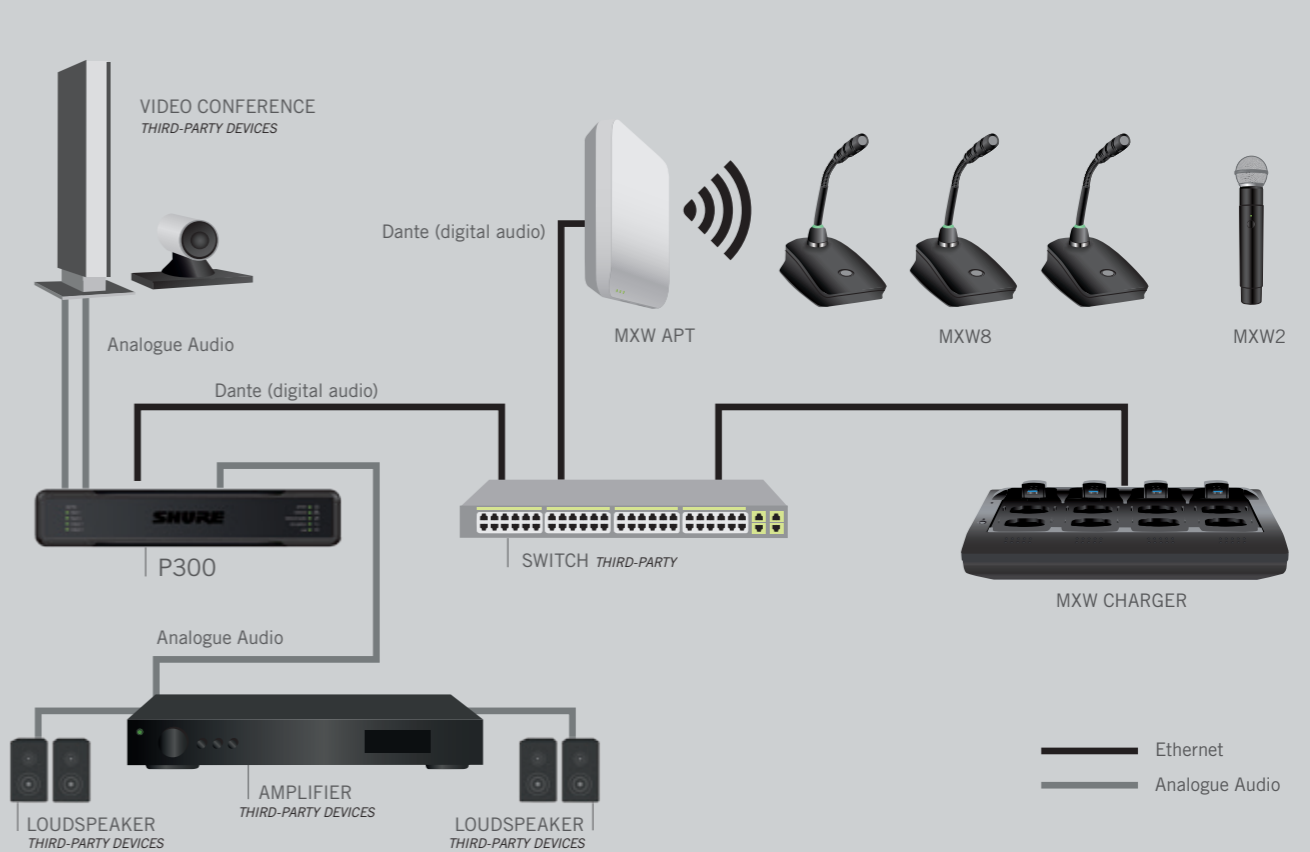 VIDEO CONFERENCE
THIRD-PARTY DEVICES
Dante (digital audio)
MXW APT
MXW8
MXW2
Analogue Audio
Dante (digital audio)
SHURE
P300
SWITCH THIRD-PARTY
MXW CHARGER
Analogue Audio
AMPLIFIER
THIRD-PARTY DEVICES
LOUDSPEAKER
THIRD-PARTY DEVICES
LOUDSPEAKER
THIRD-PARTY DEVICES
Ethernet
Analogue Audio